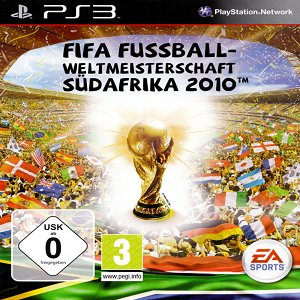 PS3
PlayStation Network
FIFA FUSSBALL-
WELTMEISTERSCHAFT
SÜDAFRIKA 2010™
USK
ab
0
freigegeben
3
www.pegi.info
EA
SPORTS